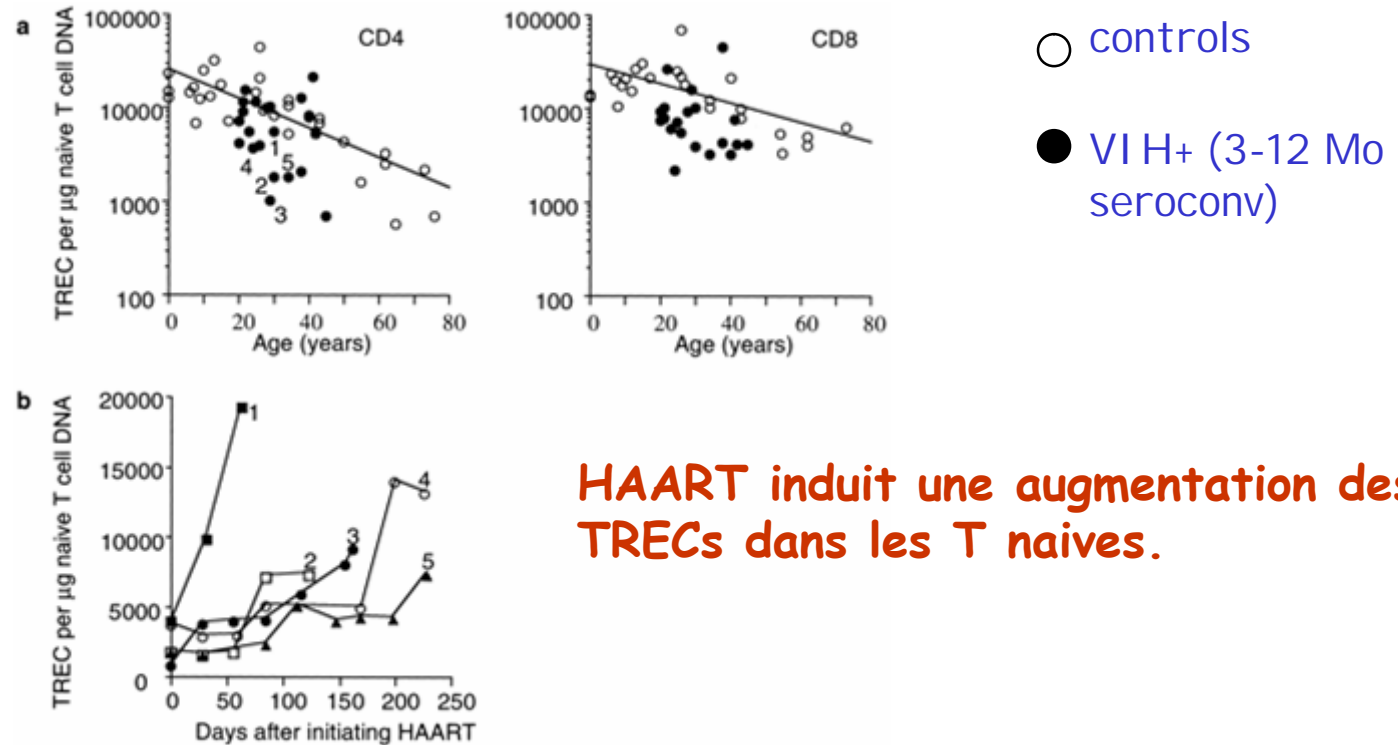 a
TREC per µg naive T cell DNA
100000
10000
1000
100
CD4
1
4
5
2
3
0
20
40
60
80
Age (years)
100000
10000
1000
100
CD8
0
20
40
60
80
Age (years)
controls
VIH+ (3-12 Mo
seroconv)
b
TREC per µg naive T cell DNA
20000
15000
10000
5000
0
1
4
3
2
5
0
50
100
150
200
250
Days after initiating HAART
HAART induit une augmentation des
TRECs dans les T naives.